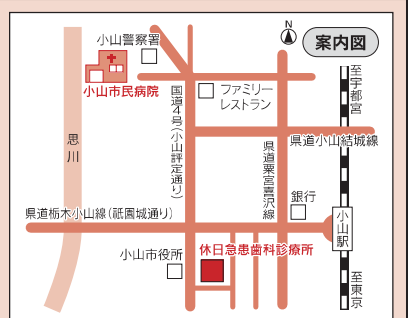 N
案内図
小山警察署
至宇都宮
小山市民病院
ファミリー
レストラン
国道4号(小山評定通り)
思川
県道小山結城線
県道粟宮喜沢線
銀行
県道栃木小山線(祇園城通り)
小山駅
小山市役所
休日急患歯科診療所
至東京